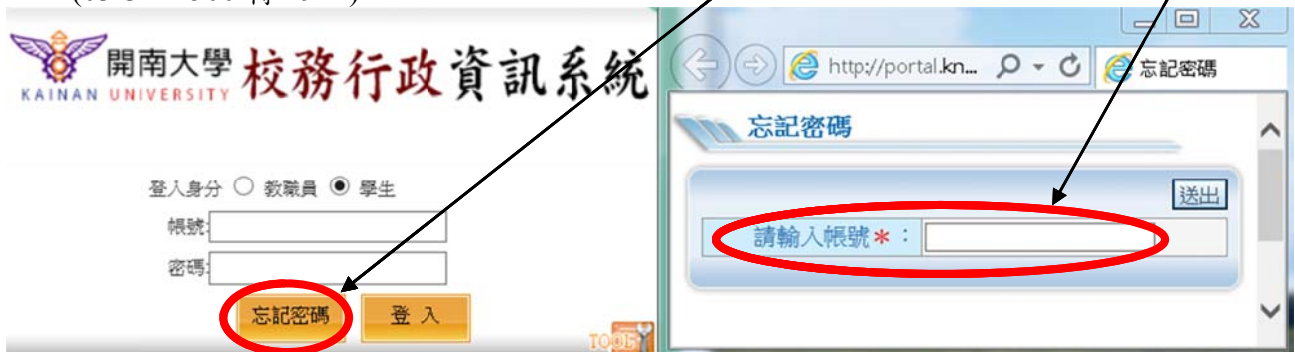 開南大學
KAINAN UNIVERSITY
校務行政資訊系統
登入身分 教職員 學生
帳號:
密碼:
忘記密碼 登 入
TOOL
http://portal.kn...
忘記密碼
忘記密碼
送出
請輸入帳號*：